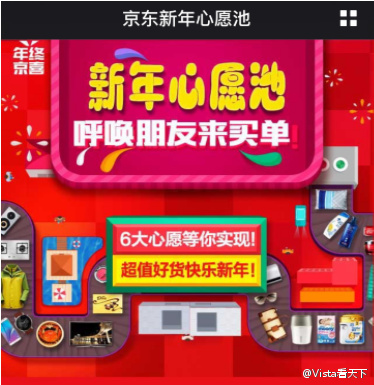 京东新年心愿池
年终
京喜
新年心愿池
呼唤朋友来买单!
6大心愿等你实现!
超值好货快乐新年!
@Vista看天下